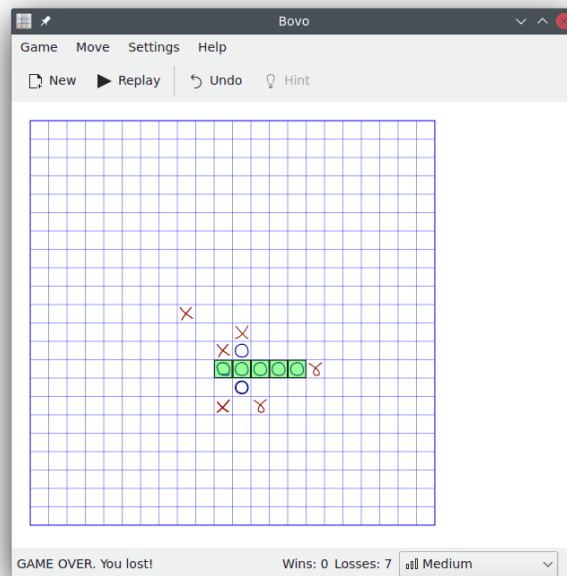 Bovo
Game Move Settings Help
New Replay Undo Hint
GAME OVER. You lost! Wins: 0 Losses: 7 Medium